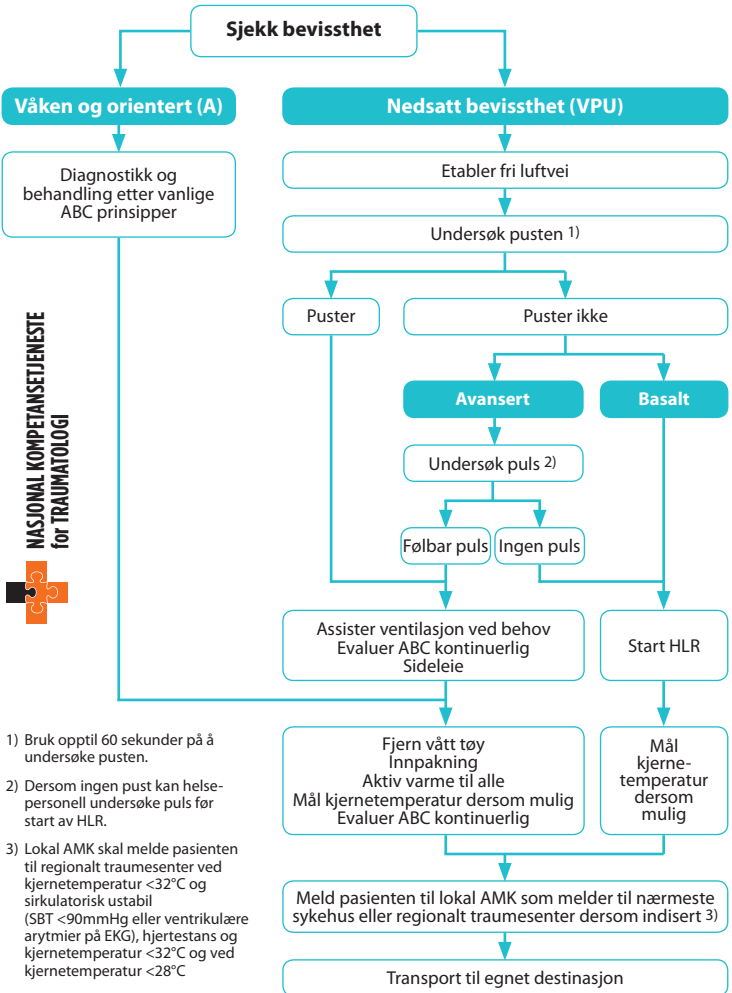 Sjekk bevissthet
Våken og orientert (A)
Nedsatt bevissthet (VPU)
Diagnostikk og
behandling etter vanlige
ABC prinsipper
Etabler fri luftvei
Undersøk pusten 1)
Puster
Puster ikke
Avansert
Basalt
Undersøk puls 2)
Følbar puls
Ingen puls
Assister ventilasjon ved behov
Evaluer ABC kontinuerlig
Sideleie
Start HLR
Fjern vått tøy
Innpakning
Aktiv varme til alle
Mål kjernetemperatur dersom mulig
Evaluer ABC kontinuerlig
Mål
kjerne-
temperatur
dersom
mulig
Meld pasienten til lokal AMK som melder til nærmeste
sykehus eller regionalt traumesenter dersom indisert 3)
Transport til egnet destinasjon
NASJONAL KOMPETANSETJENESTE
for TRAUMATOLOGI
1) Bruk opptil 60 sekunder på å
undersøke pusten.
2) Dersom ingen pust kan helse-
personell undersøke puls før
start av HLR.
3) Lokal AMK skal melde pasienten
til regionalt traumesenter ved
kjernetemperatur <32°C og
sirkulatorisk ustabil
(SBT <90mmHg eller ventrikulære
arytmier på EKG), hjertestans og
kjernetemperatur <32°C og ved
kjernetemperatur <28°C